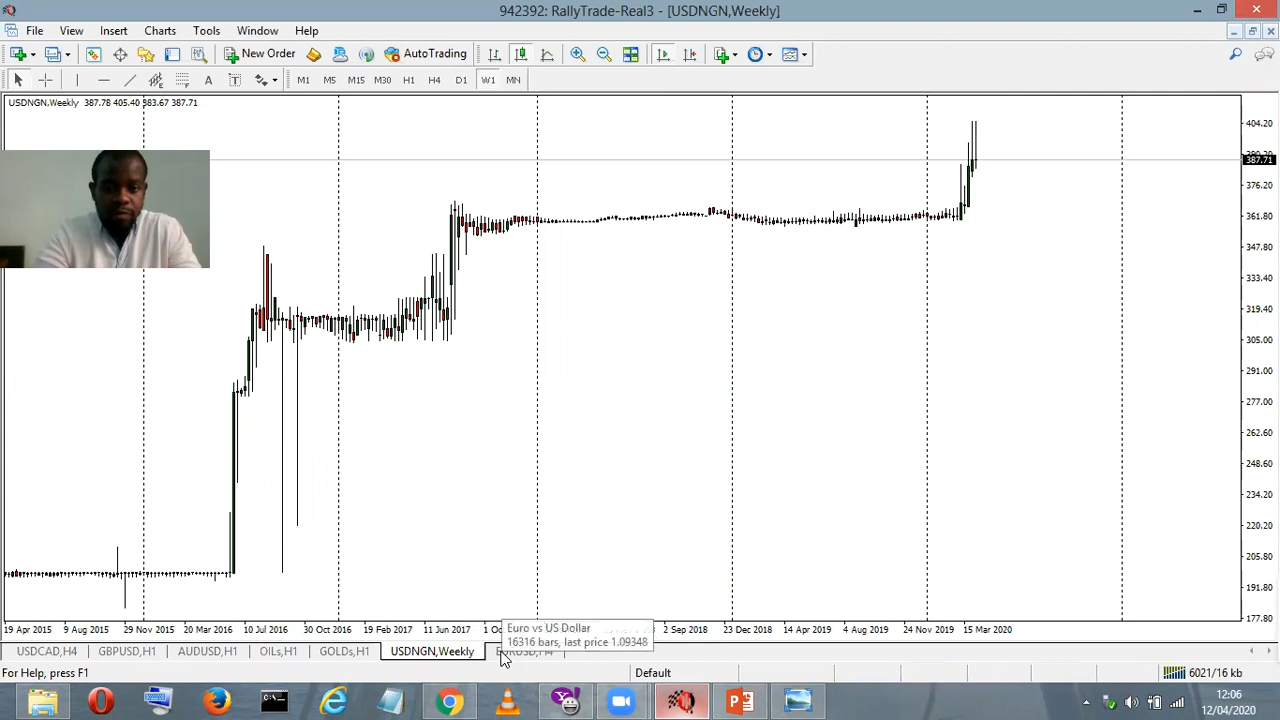 942392: RallyTrade-Real3 - [USDNGN,Weekly]
File View Insert Charts Tools Window Help
New Order AutoTrading
A T M1 M5 M15 M30 H1 H4 D1 W1 MN
USDNGN,Weekly 387.78 405.40 383.67 387.71
404.20
387.71
376.20
361.80
347.80
333.40
319.40
305.00
291.00
277.00
262.60
248.60
234.20
220.20
205.80
191.80
177.80
19 Apr 2015 9 Aug 2015 29 Nov 2015 20 Mar 2016 10 Jul 2016 30 Oct 2016 19 Feb 2017 11 Jun 2017 1 Oct 2 Sep 2018 23 Dec 2018 14 Apr 2019 4 Aug 2019 24 Nov 2019 15 Mar 2020
Euro vs US Dollar
16316 bars, last price 1.09348
USDCAD,H4 GBPUSD,H1 AUDUSD,H1 OILs,H1 GOLDs,H1 USDNGN,Weekly EURUSD,H4
For Help, press F1 Default 6021/16 kb
12:06
12/04/2020